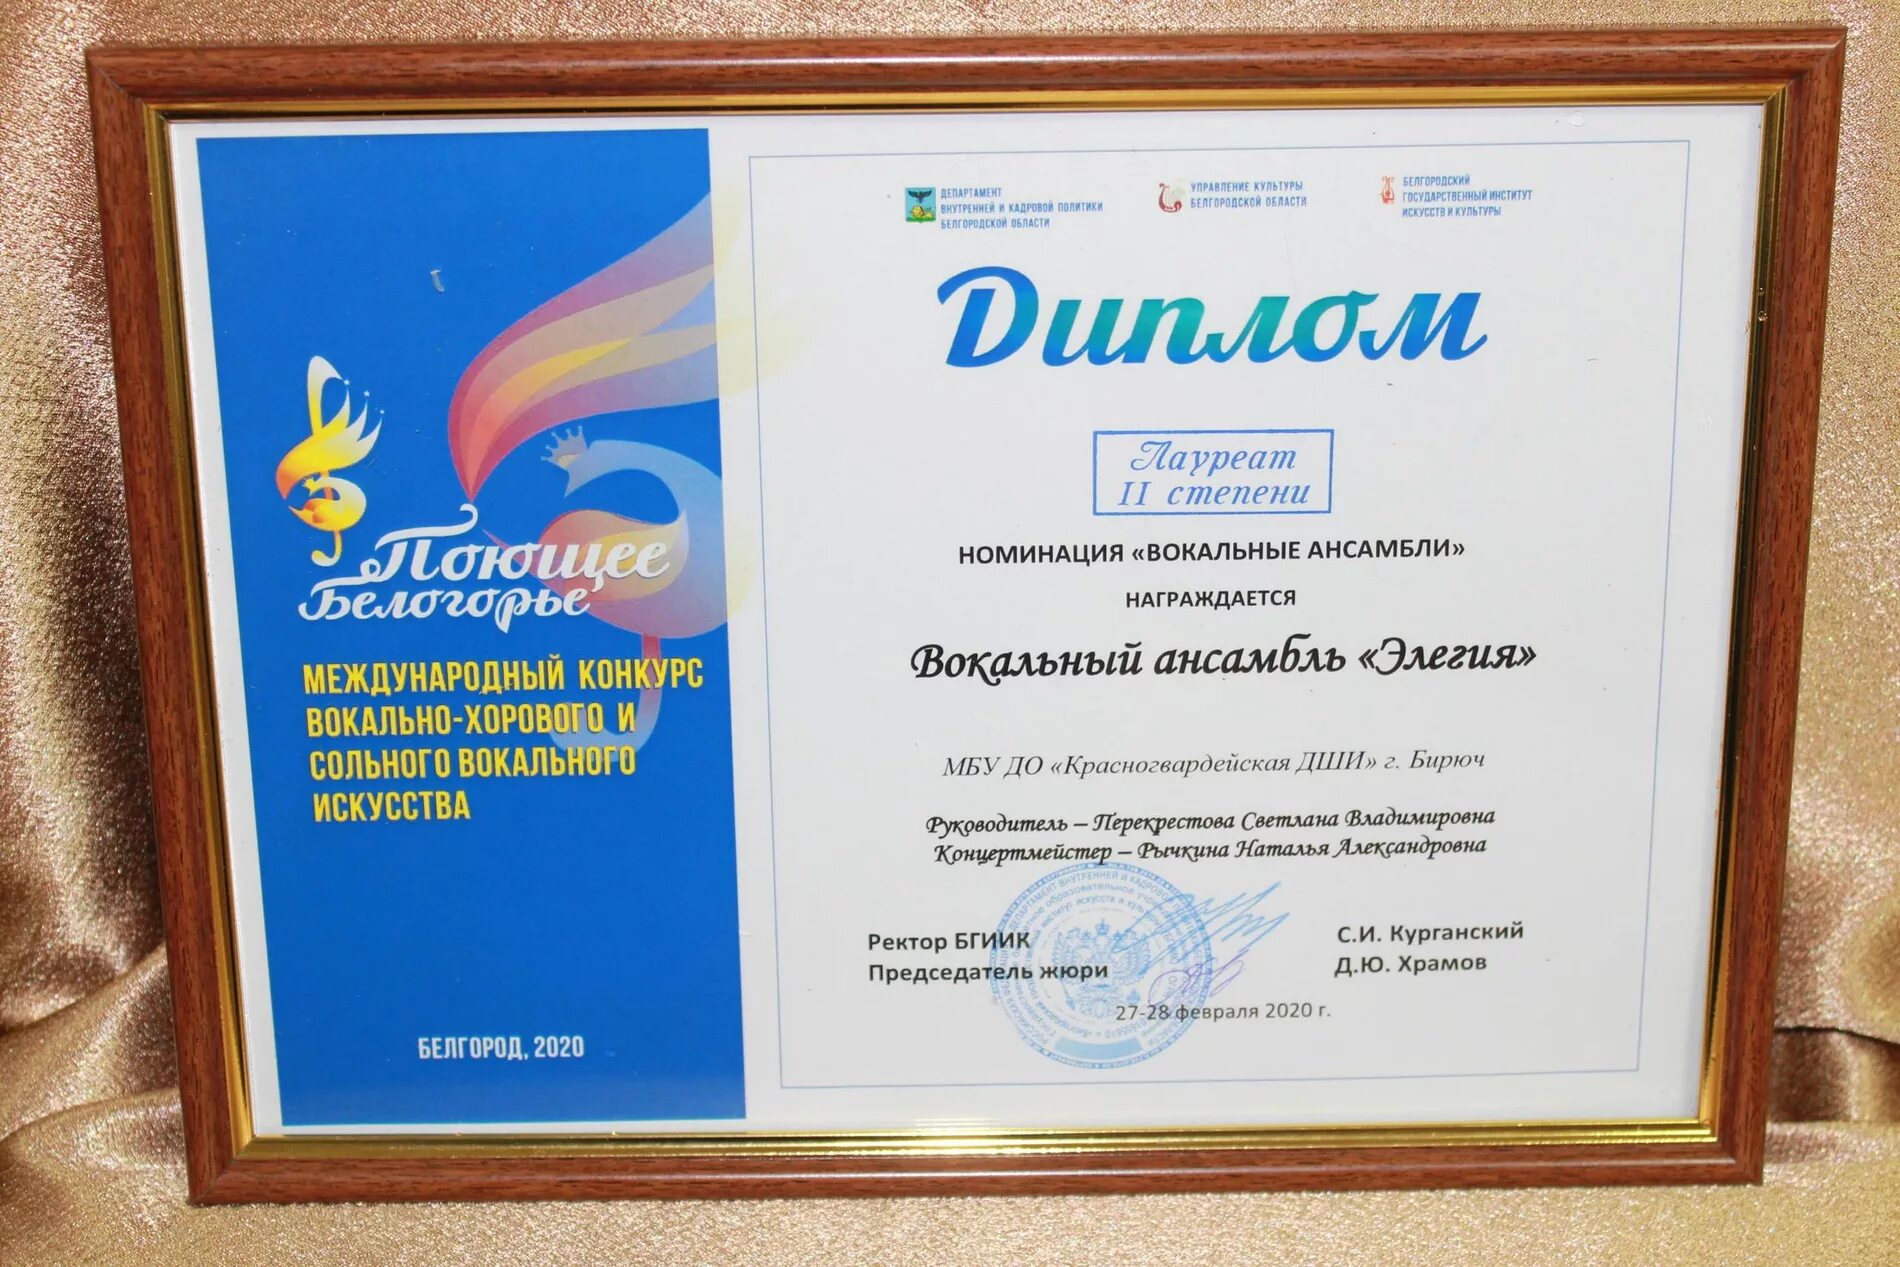 Поющее
Белогорье
МЕЖДУНАРОДНЫЙ КОНКУРС
ВОКАЛЬНО-ХОРОВОГО И
СОЛЬНОГО ВОКАЛЬНОГО
ИСКУССТВА
БЕЛГОРОД, 2020
ДЕПАРТАМЕНТ
ВНУТРЕННЕЙ И КАДРОВОЙ ПОЛИТИКИ
БЕЛГОРОДСКОЙ ОБЛАСТИ
УПРАВЛЕНИЕ КУЛЬТУРЫ
БЕЛГОРОДСКОЙ ОБЛАСТИ
БЕЛГОРОДСКИЙ
ГОСУДАРСТВЕННЫЙ ИНСТИТУТ
ИСКУССТВ И КУЛЬТУРЫ
Диплом
Лауреат
II степени
НОМИНАЦИЯ «ВОКАЛЬНЫЕ АНСАМБЛИ»
НАГРАЖДАЕТСЯ
Вокальный ансамбль «Элегия»
МБУ ДО «Красногвардейская ДШИ» г. Бирюч
Руководитель – Перекрестова Светлана Владимировна
Концертмейстер – Рычкина Наталья Александровна
Ректор БГИИК С.И. Курганский
Председатель жюри Д.Ю. Храмов
27-28 февраля 2020 г.